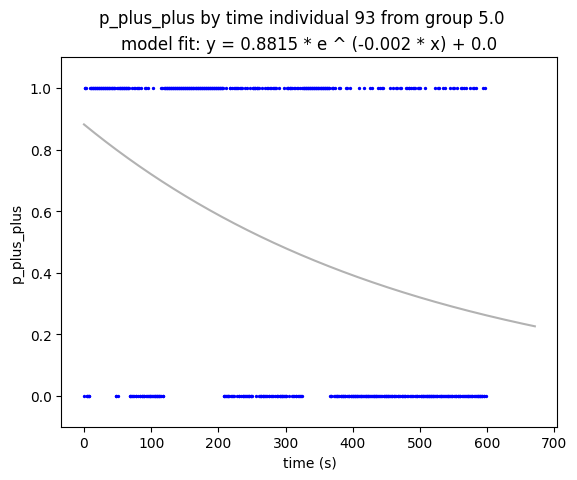 p_plus_plus by time individual 93 from group 5.0
model fit: y = 0.8815 * e ^ (-0.002 * x) + 0.0
1.0
0.8
0.6
0.4
0.2
0.0
p_plus_plus
0 100 200 300 400 500 600 700
time (s)